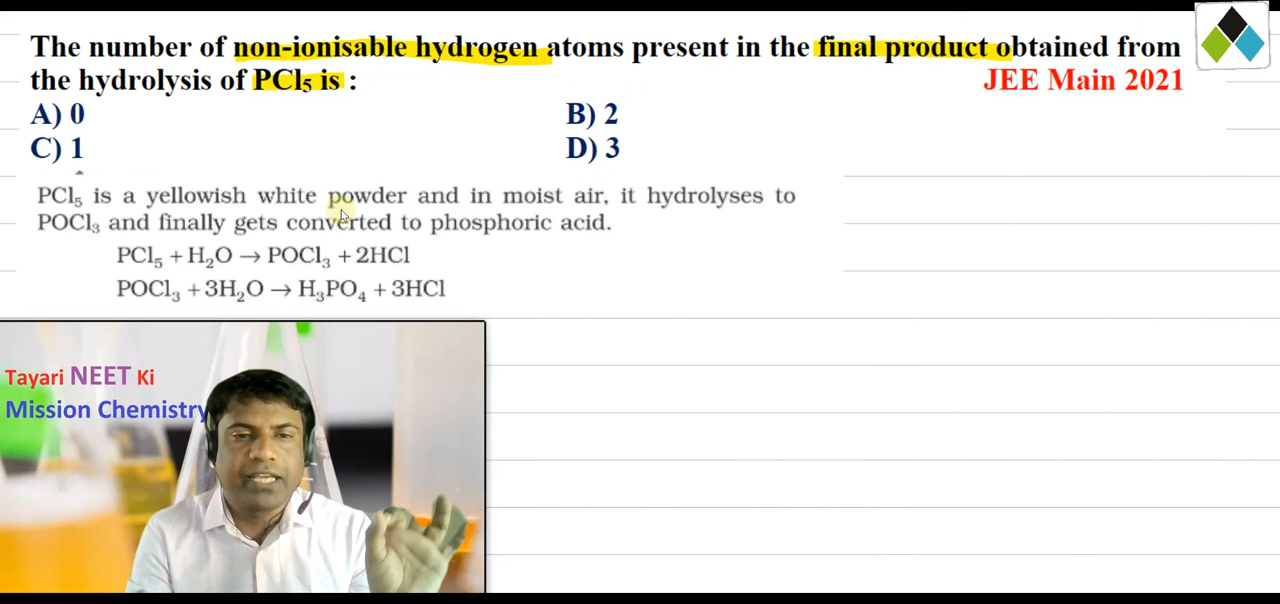 The number of non-ionisable hydrogen atoms present in the final product obtained from
the hydrolysis of PCl₅ is : JEE Main 2021
A) 0 B) 2
C) 1 D) 3
PCl₅ is a yellowish white powder and in moist air, it hydrolyses to
POCl₃ and finally gets converted to phosphoric acid.
PCl₅ + H₂O → POCl₃ + 2HCl
POCl₃ + 3H₂O → H₃PO₄ + 3HCl
Tayari NEET Ki
Mission Chemistry